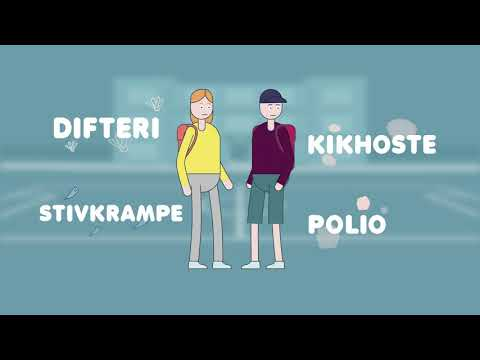 DIFTERI
KIKHOSTE
STIVKRAMPE
POLIO